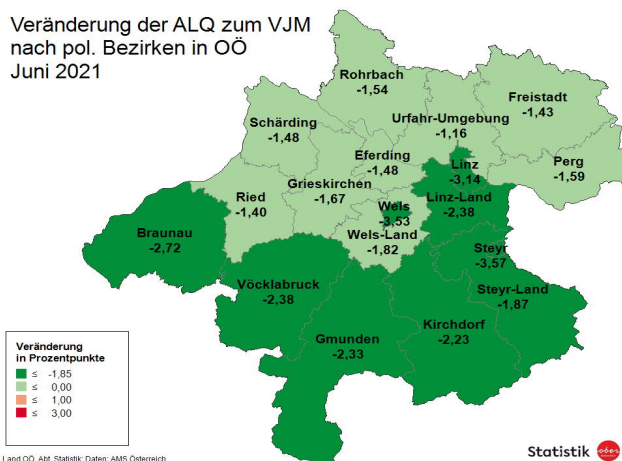 Veränderung der ALQ zum VJM
nach pol. Bezirken in OÖ
Juni 2021
Rohrbach
-1,54
Freistadt
-1,43
Schärding
-1,48
Urfahr-Umgebung
-1,16
Eferding
-1,48
Linz
-3,14
Perg
-1,59
Grieskirchen
-1,67
Ried
-1,40
Wels
-3,53
Linz-Land
-2,38
Braunau
-2,72
Wels-Land
-1,82
Steyr
-3,57
Vöcklabruck
-2,38
Steyr-Land
-1,87
Gmunden
-2,33
Kirchdorf
-2,23
Veränderung
in Prozentpunkte
≤ -1,85
≤ 0,00
≤ 1,00
≤ 3,00
Land OÖ, Abt. Statistik; Daten: AMS Österreich
Statistik